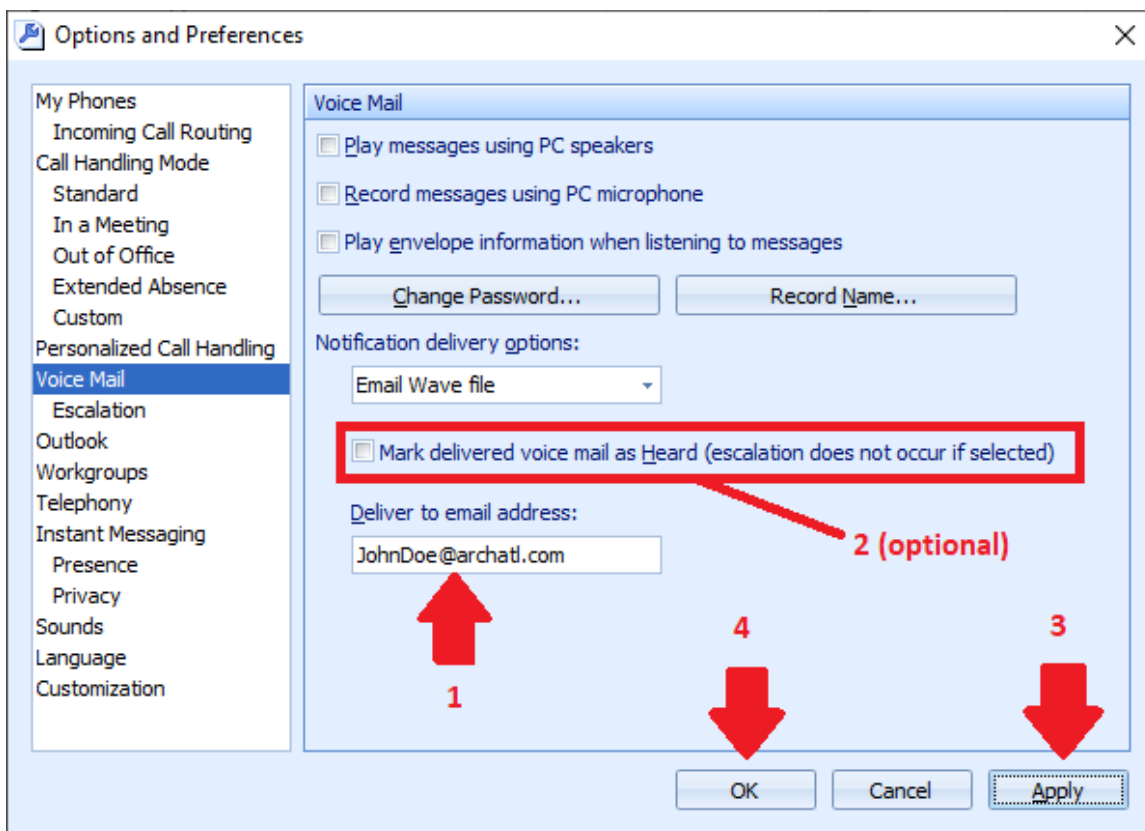 Options and Preferences
My Phones
Incoming Call Routing
Call Handling Mode
Standard
In a Meeting
Out of Office
Extended Absence
Custom
Personalized Call Handling
Voice Mail
Escalation
Outlook
Workgroups
Telephony
Instant Messaging
Presence
Privacy
Sounds
Language
Customization
Voice Mail
Play messages using PC speakers
Record messages using PC microphone
Play envelope information when listening to messages
Change Password... Record Name...
Notification delivery options:
Email Wave file
Mark delivered voice mail as Heard (escalation does not occur if selected)
Deliver to email address:
2 (optional)
JohnDoe@archatl.com
1
4 3
OK Cancel Apply